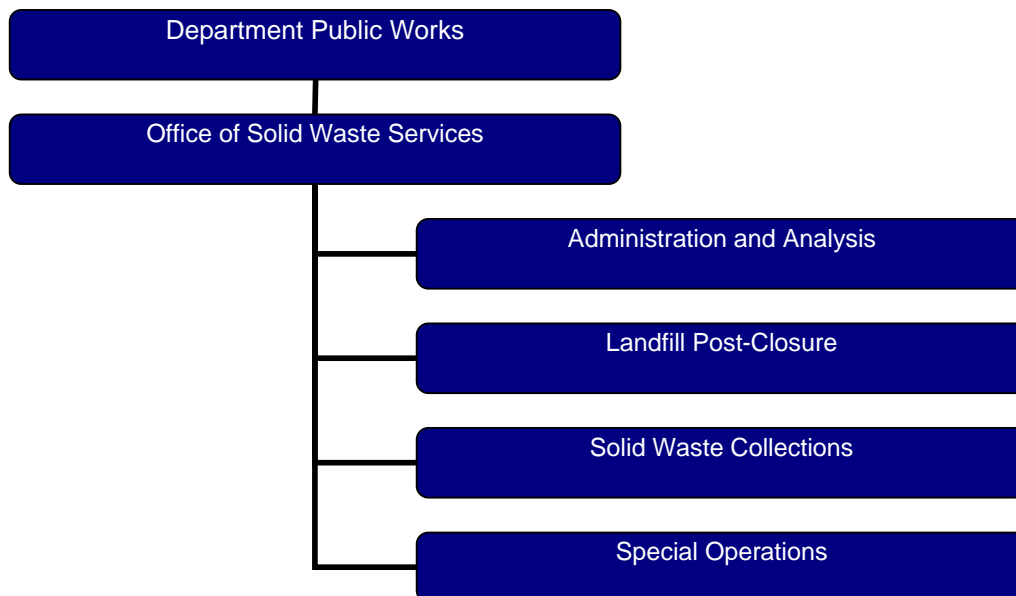 Department Public Works
Office of Solid Waste Services
Administration and Analysis
Landfill Post-Closure
Solid Waste Collections
Special Operations